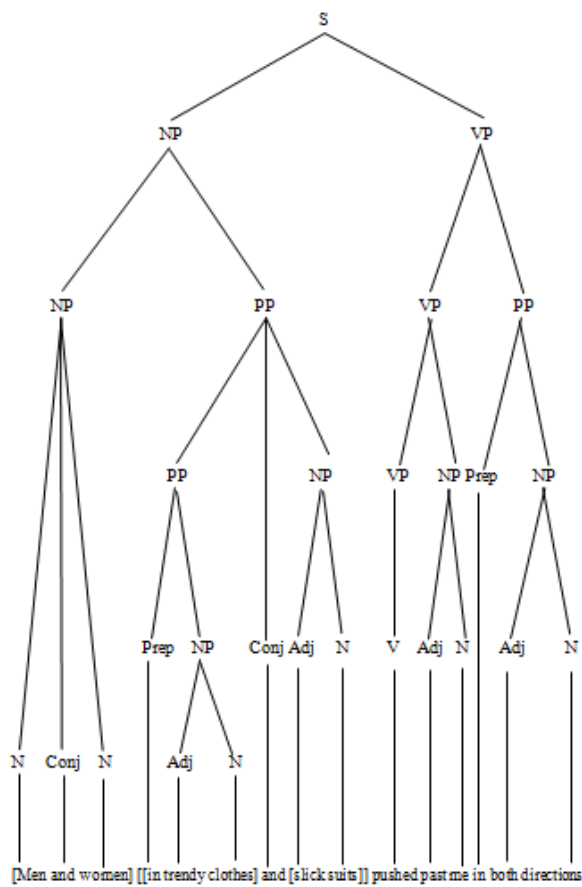 S
NP VP
NP PP VP PP
PP NP VP NP Prep NP
Prep NP Conj Adj N V Adj N Adj N
N Conj N Adj N
[Men and women] [[in trendy clothes] and [slick suits]] pushed past me in both directions